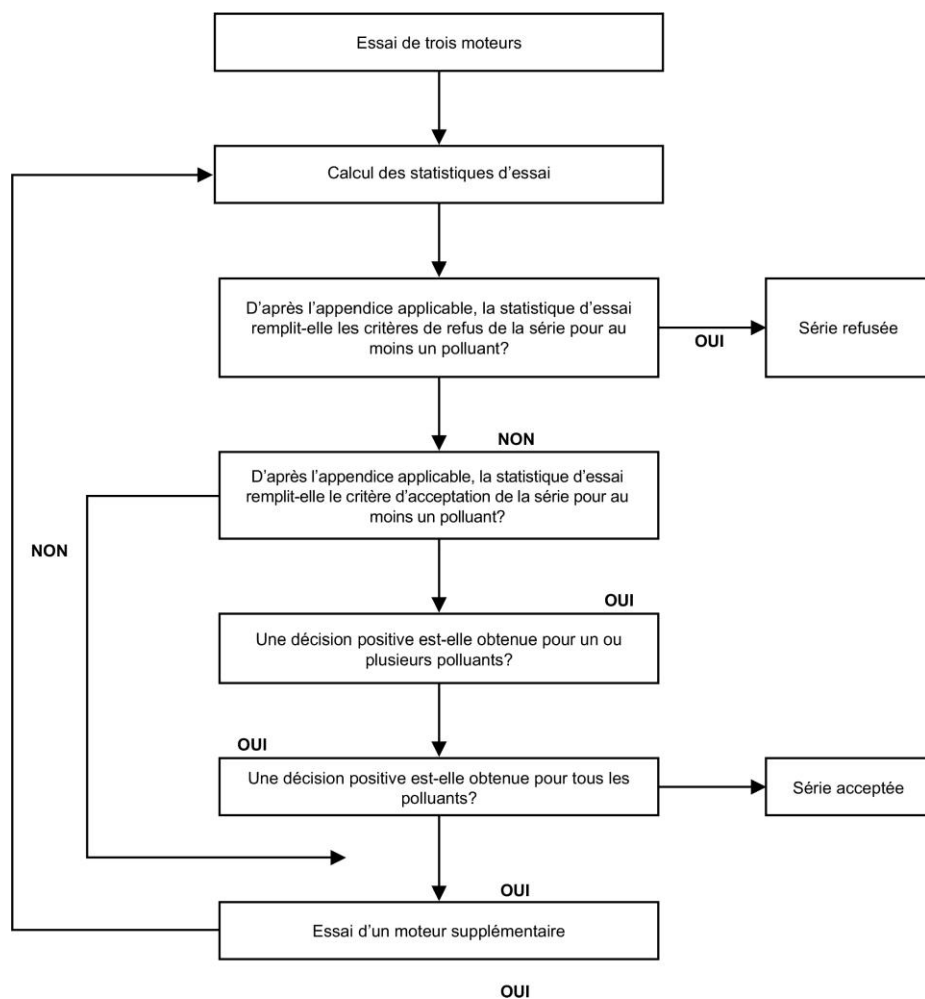 Essai de trois moteurs
Calcul des statistiques d'essai
D'après l'appendice applicable, la statistique d'essai
remplit-elle les critères de refus de la série pour au
moins un polluant?
OUI
Série refusée
NON
D'après l'appendice applicable, la statistique d'essai
remplit-elle le critère d'acceptation de la série pour au
moins un polluant?
NON
OUI
Une décision positive est-elle obtenue pour un ou
plusieurs polluants?
OUI
Une décision positive est-elle obtenue pour tous les
polluants?
Série acceptée
OUI
Essai d'un moteur supplémentaire
OUI